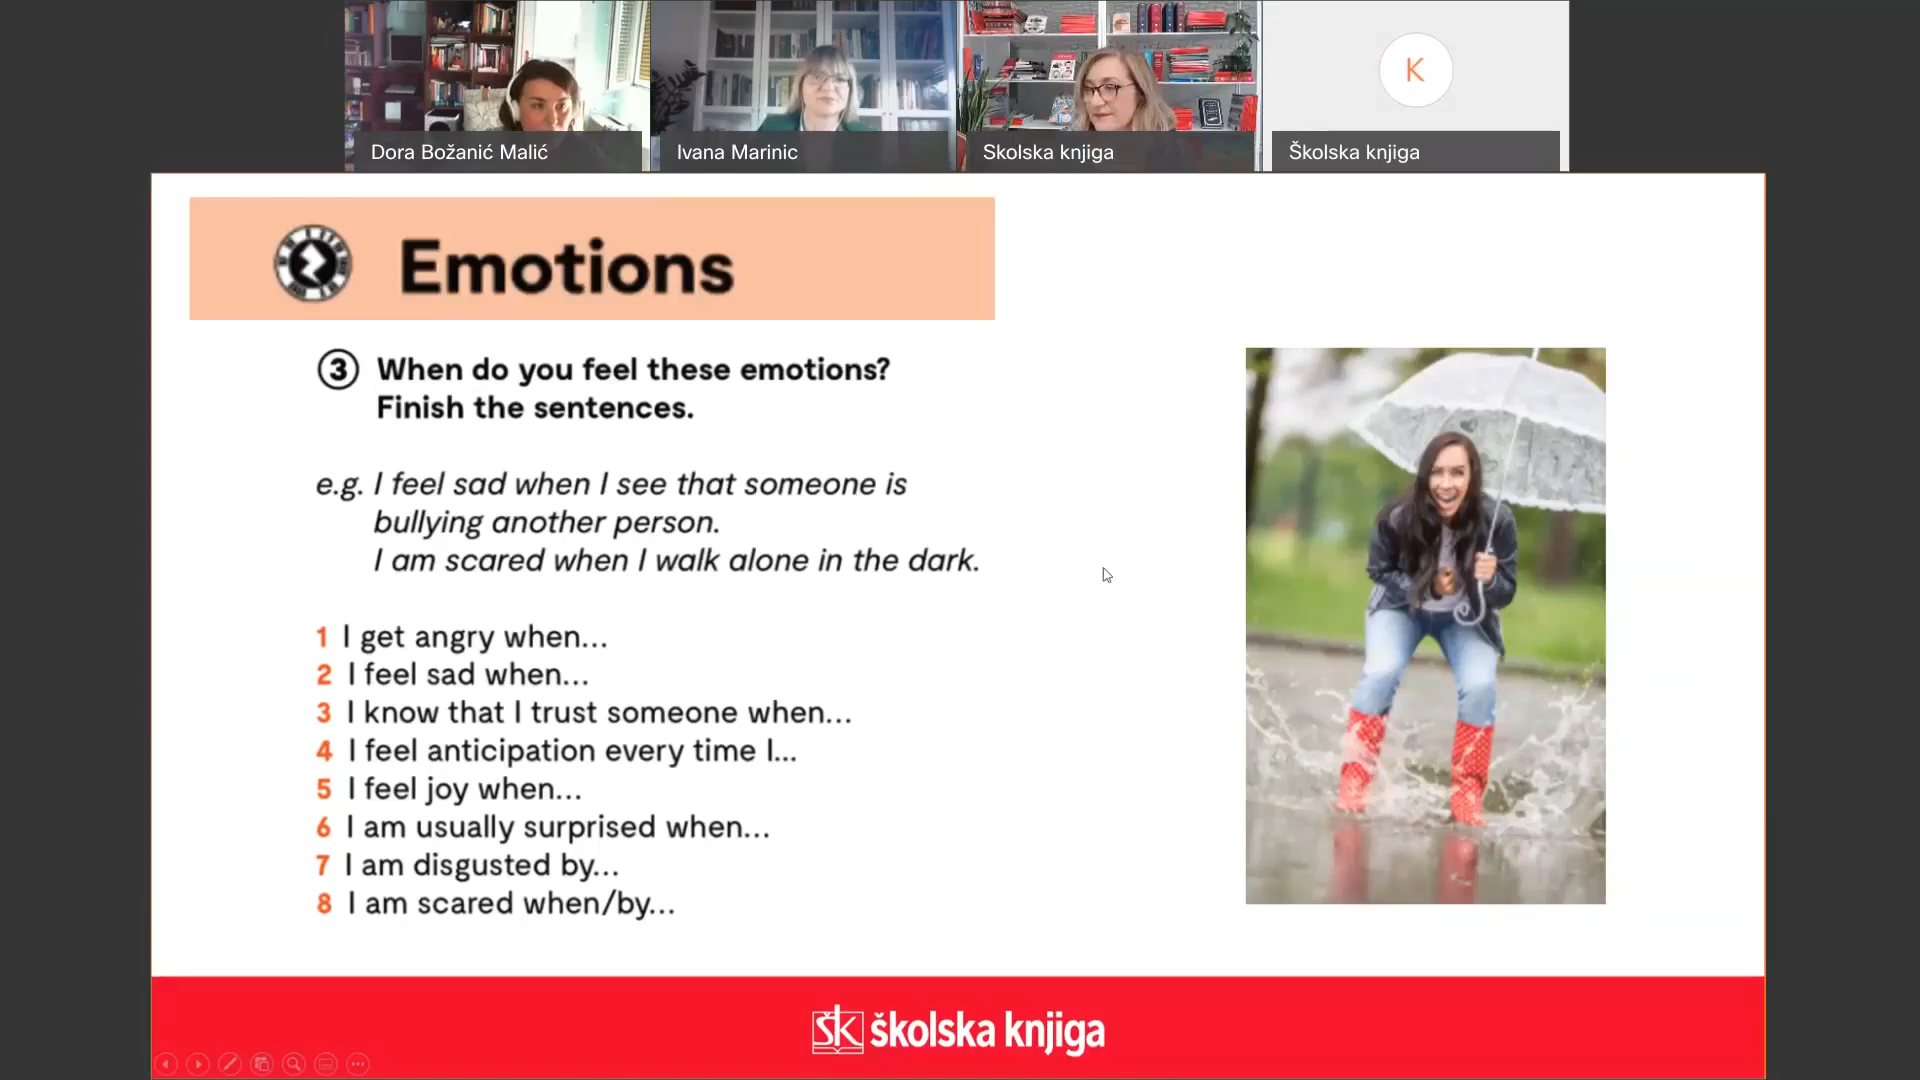 Dora Božanić Malić
Ivana Marinic
Skolska knjiga
K
Školska knjiga
Emotions
3 When do you feel these emotions?
Finish the sentences.
e.g. I feel sad when I see that someone is
bullying another person.
I am scared when I walk alone in the dark.
1 I get angry when...
2 I feel sad when...
3 I know that I trust someone when...
4 I feel anticipation every time I...
5 I feel joy when...
6 I am usually surprised when...
7 I am disgusted by...
8 I am scared when/by...
ŠK školska knjiga